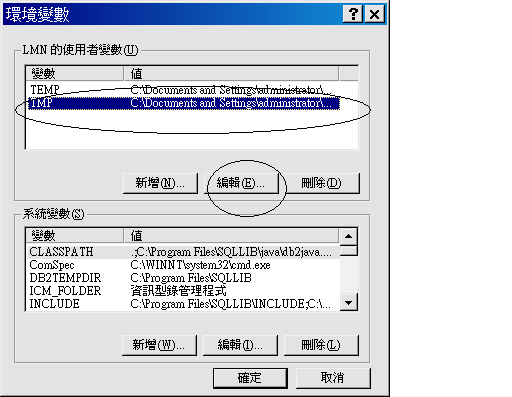 環境變數
LMN 的使用者變數(U)
變數 值
TEMP C:\Documents and Settings\administrator\...
TMP C:\Documents and Settings\administrator\...
新增(N)... 編輯(E)... 刪除(D)
系統變數(S)
變數 值
CLASSPATH .;C:\Program Files\SQLLIB\java\db2java....
ComSpec C:\WINNT\system32\cmd.exe
DB2TEMPDIR C:\Program Files\SQLLIB
ICM_FOLDER 資訊型錄管理程式
INCLUDE C:\Program Files\SQLLIB\INCLUDE;C:\...
新增(W)... 編輯(I)... 刪除(L)
確定 取消